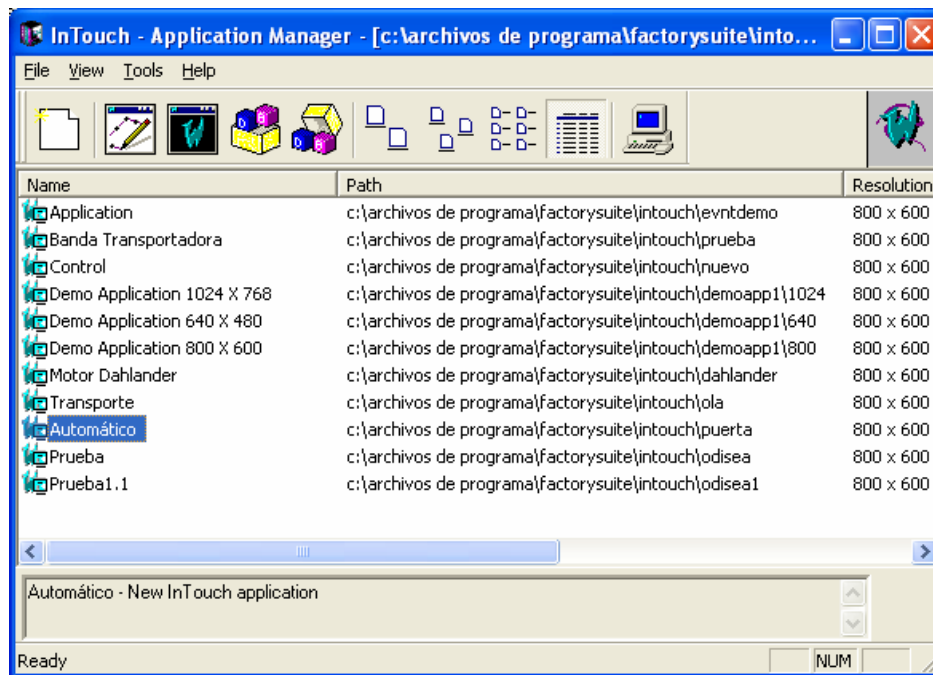 InTouch - Application Manager - [c:\archivos de programa\factorysuite\into...
File View Tools Help
Name Path Resolution
Application c:\archivos de programa\factorysuite\intouch\evntdemo 800 x 600
Banda Transportadora c:\archivos de programa\factorysuite\intouch\prueba 800 x 600
Control c:\archivos de programa\factorysuite\intouch\nuevo 800 x 600
Demo Application 1024 X 768 c:\archivos de programa\factorysuite\intouch\demoapp1\1024 800 x 600
Demo Application 640 X 480 c:\archivos de programa\factorysuite\intouch\demoapp1\640 800 x 600
Demo Application 800 X 600 c:\archivos de programa\factorysuite\intouch\demoapp1\800 800 x 600
Motor Dahlander c:\archivos de programa\factorysuite\intouch\dahlander 800 x 600
Transporte c:\archivos de programa\factorysuite\intouch\ola 800 x 600
Automático c:\archivos de programa\factorysuite\intouch\puerta 800 x 600
Prueba c:\archivos de programa\factorysuite\intouch\odisea 800 x 600
Prueba1.1 c:\archivos de programa\factorysuite\intouch\odisea1 800 x 600
Automático - New InTouch application
Ready NUM